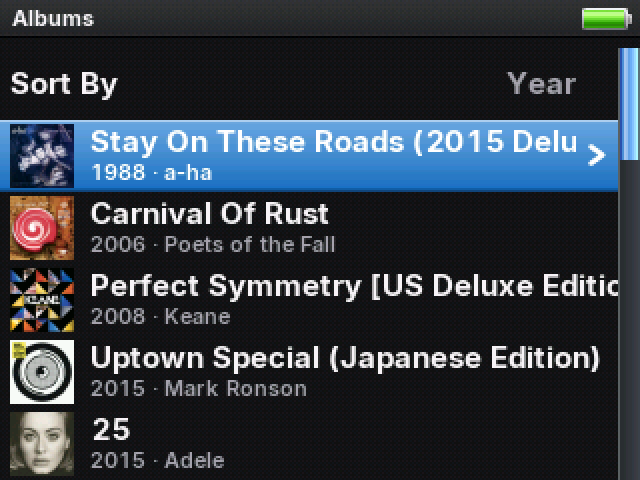 Albums
Sort By Year
Stay On These Roads (2015 Delu
1988 · a-ha
Carnival Of Rust
2006 · Poets of the Fall
Perfect Symmetry [US Deluxe Editio
2008 · Keane
KEANE
Uptown Special (Japanese Edition)
2015 · Mark Ronson
25
2015 · Adele